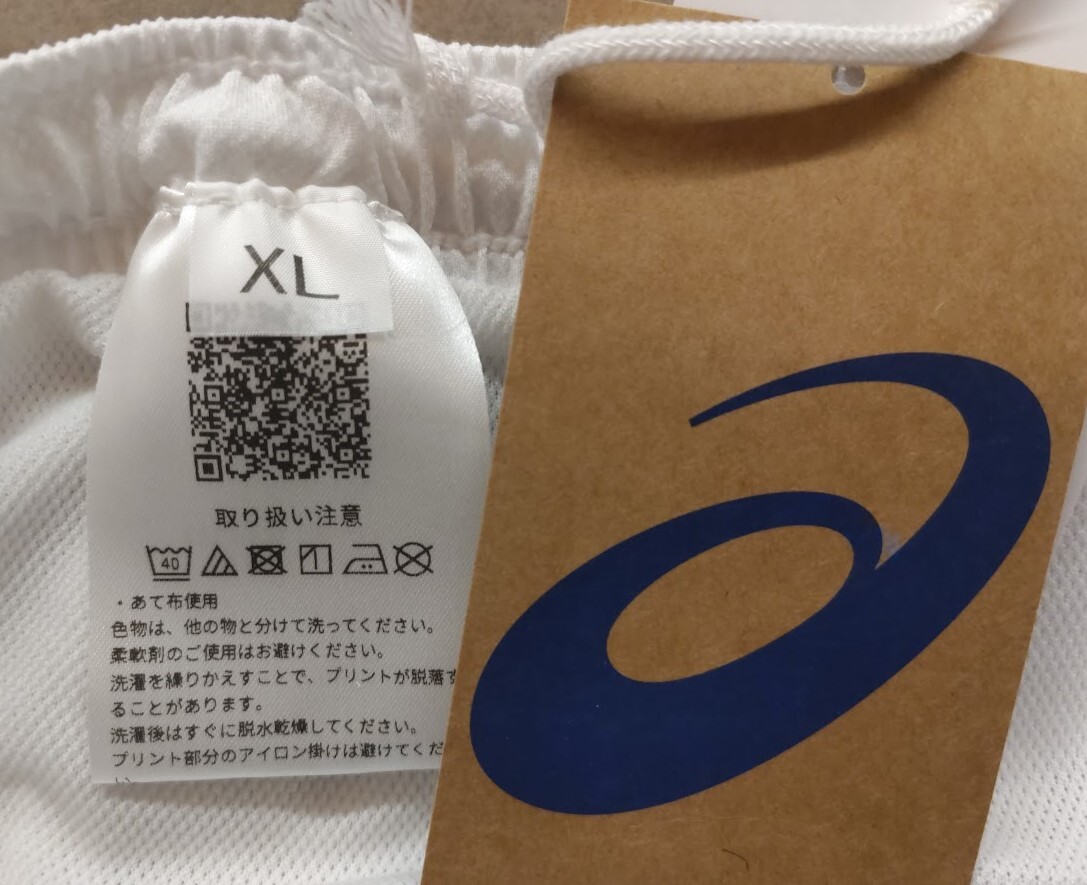 XL
取り扱い注意
40
・あて布使用
色物は、他の物と分けて洗ってください。
柔軟剤のご使用はお避けください。
洗濯を繰りかえすことで、プリントが脱落す
ることがあります。
洗濯後はすぐに脱水乾燥してください。
プリント部分のアイロン掛けは避けてくだ
い。